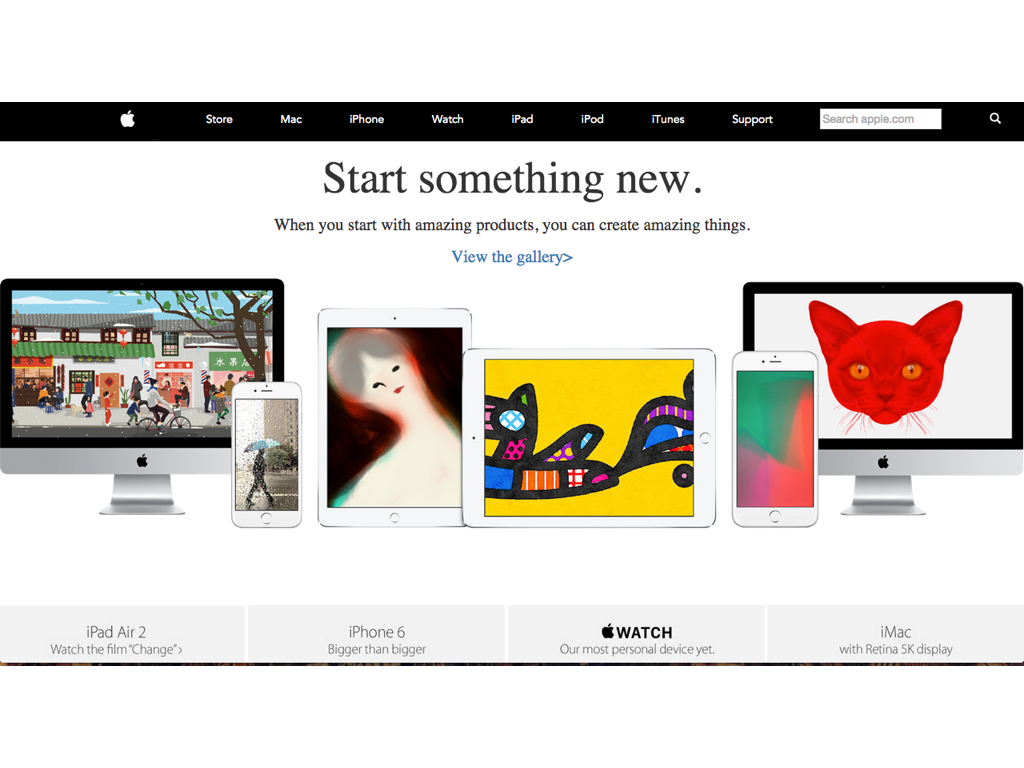 Store Mac iPhone Watch iPad iPod iTunes Support Search apple.com
Start something new.
When you start with amazing products, you can create amazing things.
View the gallery>
氷果店
iPad Air 2
Watch the film “Change”>
iPhone 6
Bigger than bigger
WATCH
Our most personal device yet.
iMac
with Retina 5K display